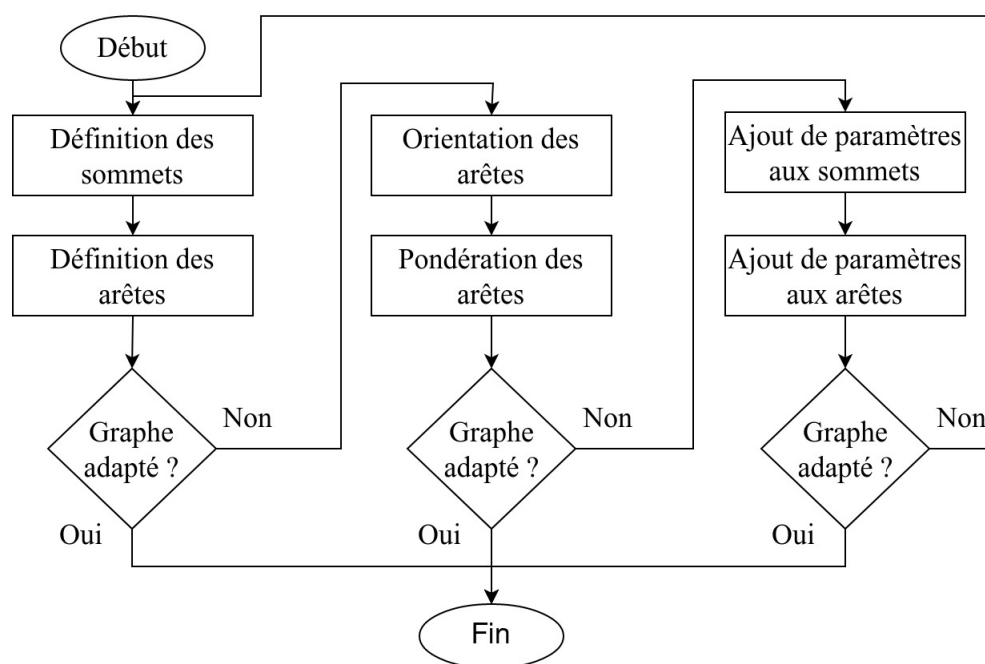 Début
Définition des
sommets
Définition des
arêtes
Graphe
adapté ?
Non
Oui
Orientation des
arêtes
Pondération des
arêtes
Graphe
adapté ?
Non
Oui
Ajout de paramètres
aux sommets
Ajout de paramètres
aux arêtes
Graphe
adapté ?
Non
Oui
Fin